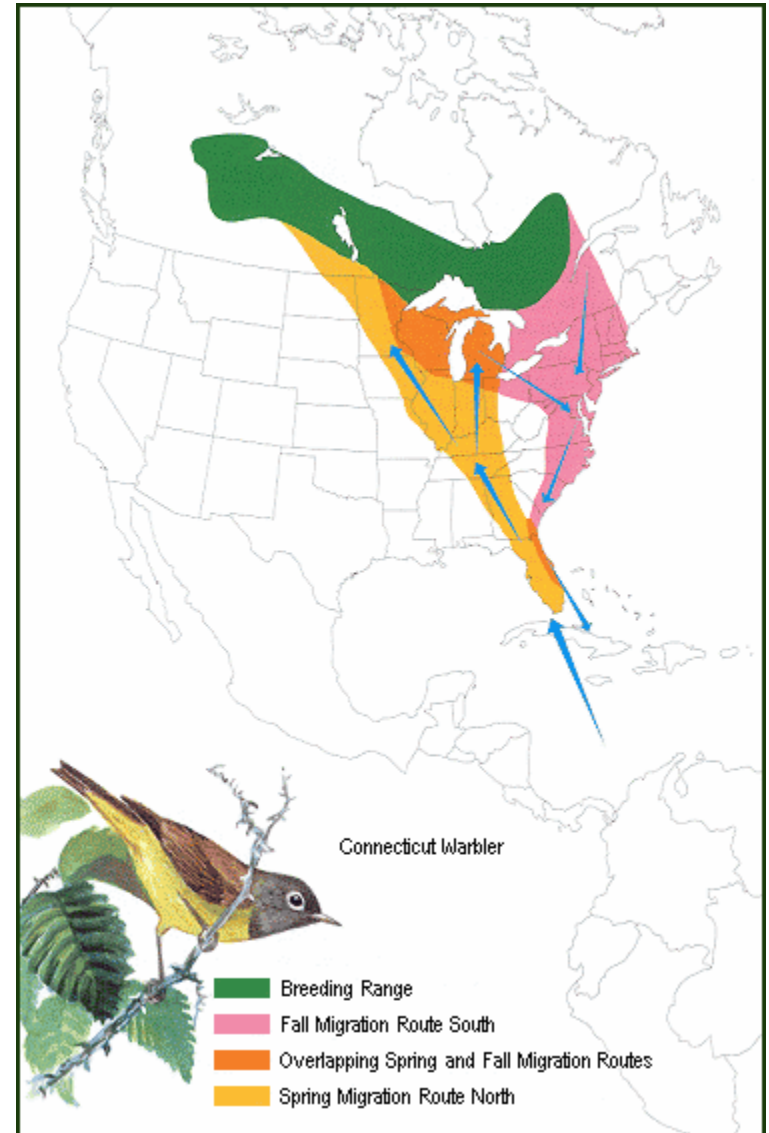 Connecticut Warbler
Breeding Range
Fall Migration Route South
Overlapping Spring and Fall Migration Routes
Spring Migration Route North